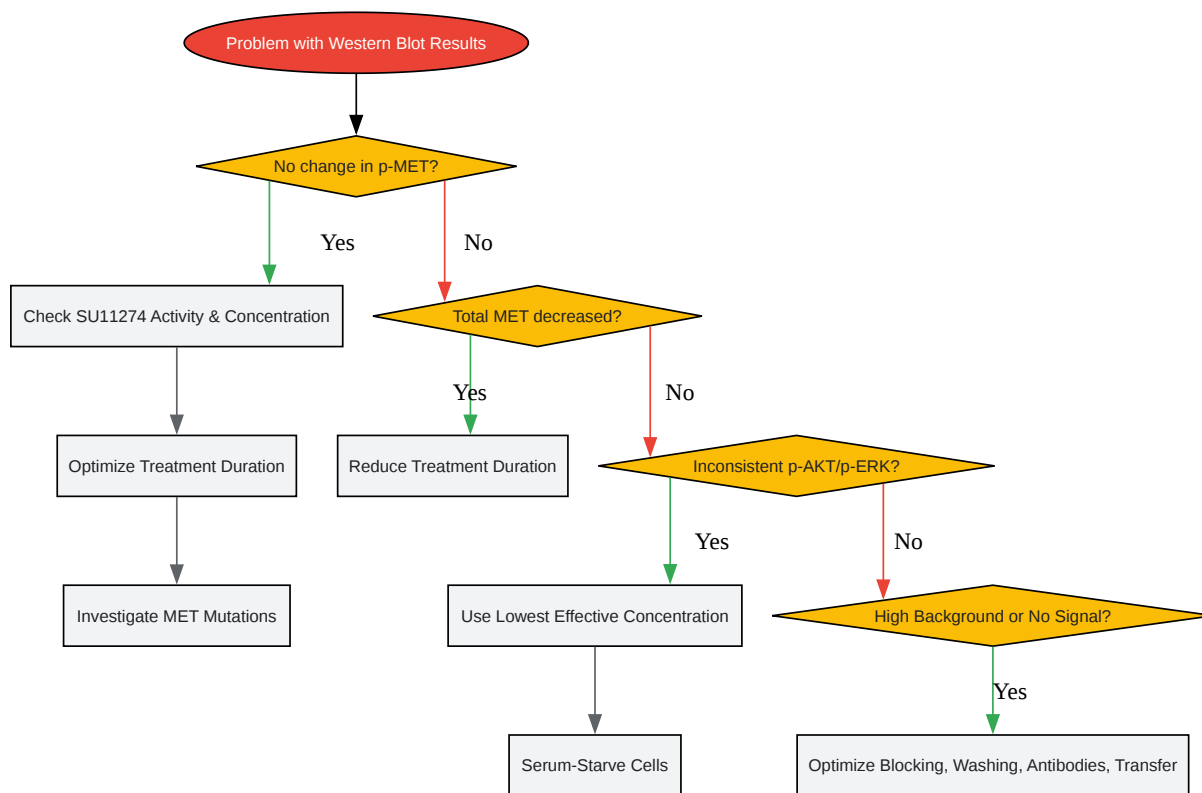 Problem with Western Blot Results
No change in p-MET?
Yes
No
Check SU11274 Activity & Concentration
Total MET decreased?
Yes
No
Optimize Treatment Duration
Reduce Treatment Duration
Inconsistent p-AKT/p-ERK?
Yes
No
Investigate MET Mutations
Use Lowest Effective Concentration
High Background or No Signal?
Yes
Serum-Starve Cells
Optimize Blocking, Washing, Antibodies, Transfer